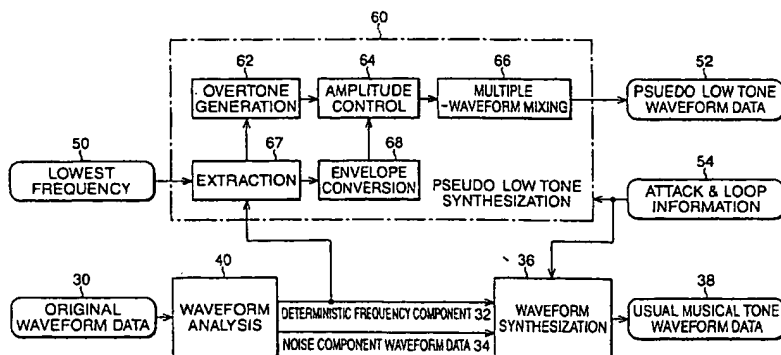 60
62
64
66
52
OVERTONE
GENERATION
AMPLITUDE
CONTROL
MULTIPLE
-WAVEFORM MIXING
PSUEDO LOW TONE
WAVEFORM DATA
50
67
68
54
LOWEST
FREQUENCY
EXTRACTION
ENVELOPE
CONVERSION
PSEUDO LOW TONE
SYNTHESIZATION
ATTACK & LOOP
INFORMATION
30
40
36
38
ORIGINAL
WAVEFORM DATA
WAVEFORM
ANALYSIS
DETERMINISTIC FREQUENCY COMPONENT 32
NOISE COMPONENT WAVEFORM DATA 34
WAVEFORM
SYNTHESIZATION
USUAL MUSICAL TONE
WAVEFORM DATA